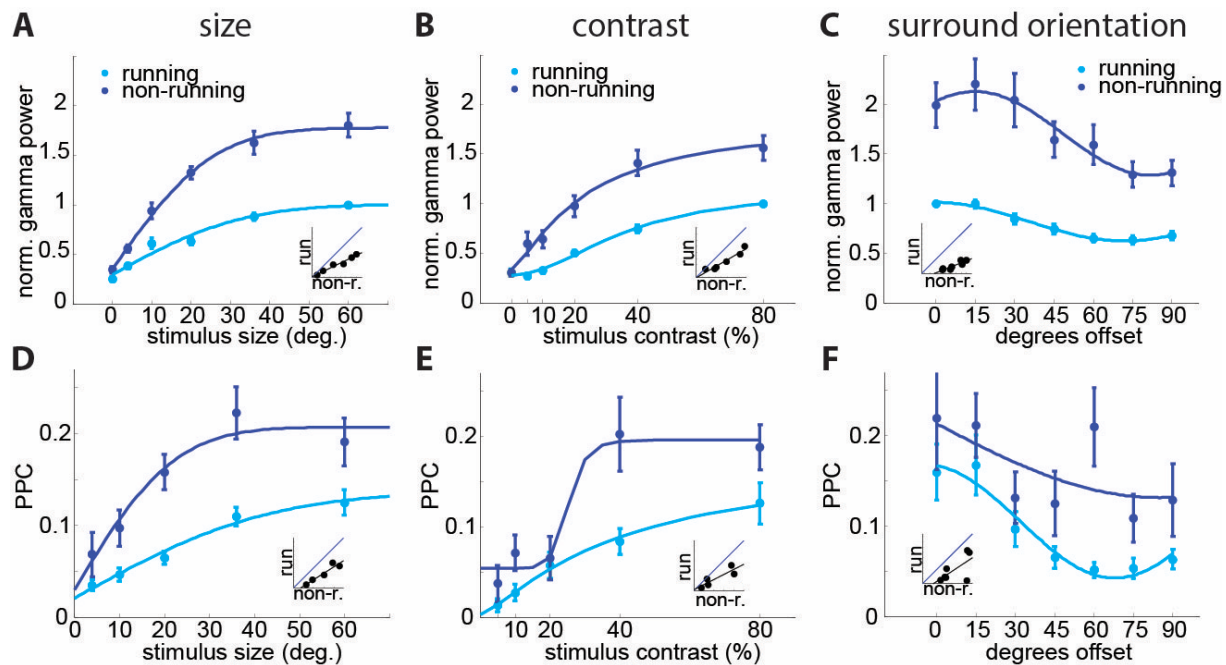 A size
B contrast
C surround orientation
running
non-running
norm. gamma power
2
1.5
1
0.5
0
run
non-r.
0 10 20 30 40 50 60
stimulus size (deg.)
running
non-running
norm. gamma power
2
1.5
1
0.5
0
run
non-r.
0 10 20 40 80
stimulus contrast (%)
running
non-running
norm. gamma power
2
1.5
1
0.5
0
run
non-r.
0 15 30 45 60 75 90
degrees offset
D
PPC
0.2
0.1
0
run
non-r.
0 10 20 30 40 50 60
stimulus size (deg.)
E
PPC
0.2
0.1
0
run
non-r.
10 20 40 80
stimulus contrast (%)
F
PPC
0.2
0.1
0
run
non-r.
0 15 30 45 60 75 90
degrees offset